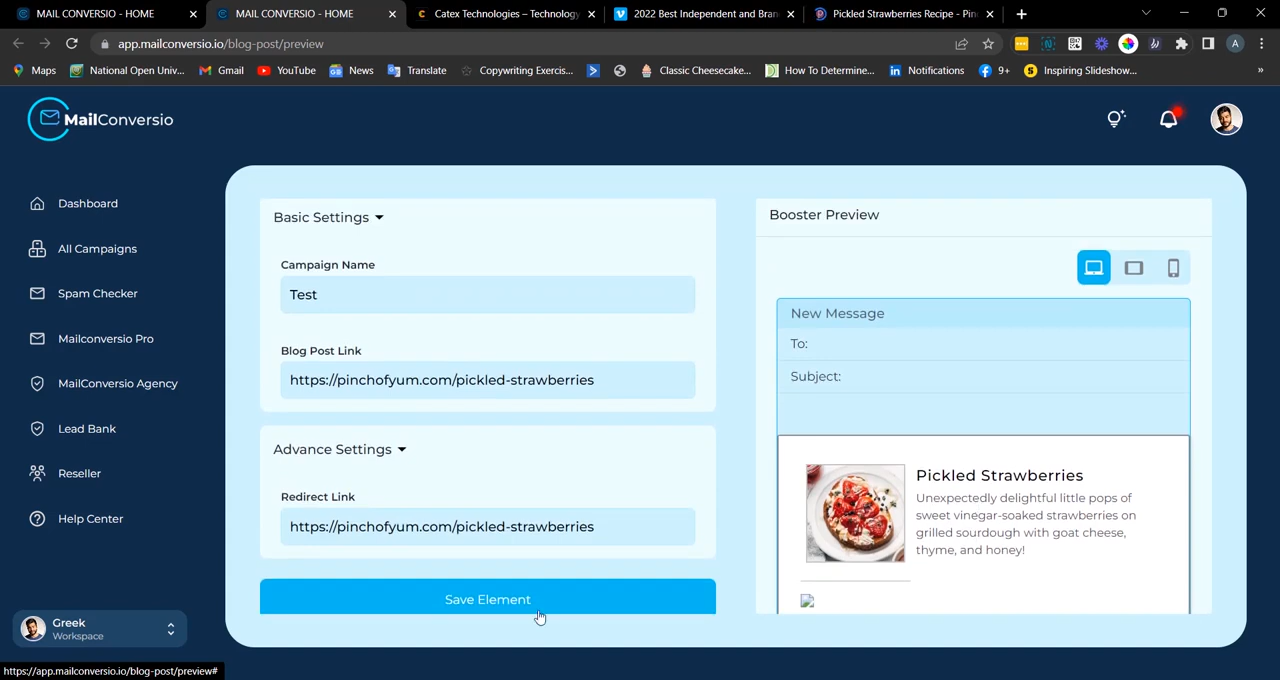 MAIL CONVERSIO - HOME
MAIL CONVERSIO - HOME
Catex Technologies – Technology
2022 Best Independent and Bran
Pickled Strawberries Recipe - Pin
app.mailconversio.io/blog-post/preview
A
Maps
National Open Univ...
Gmail
YouTube
News
Translate
Copywriting Exercis...
Classic Cheesecake...
How To Determine...
Notifications
9+
Inspiring Slideshow...
MailConversio
Dashboard
All Campaigns
Spam Checker
Mailconversio Pro
MailConversio Agency
Lead Bank
Reseller
Help Center
Greek
Workspace
Basic Settings
Campaign Name
Test
Blog Post Link
https://pinchofyum.com/pickled-strawberries
Advance Settings
Redirect Link
https://pinchofyum.com/pickled-strawberries
Save Element
Booster Preview
New Message
To:
Subject:
Pickled Strawberries
Unexpectedly delightful little pops of
sweet vinegar-soaked strawberries on
grilled sourdough with goat cheese,
thyme, and honey!
https://app.mailconversio.io/blog-post/preview#